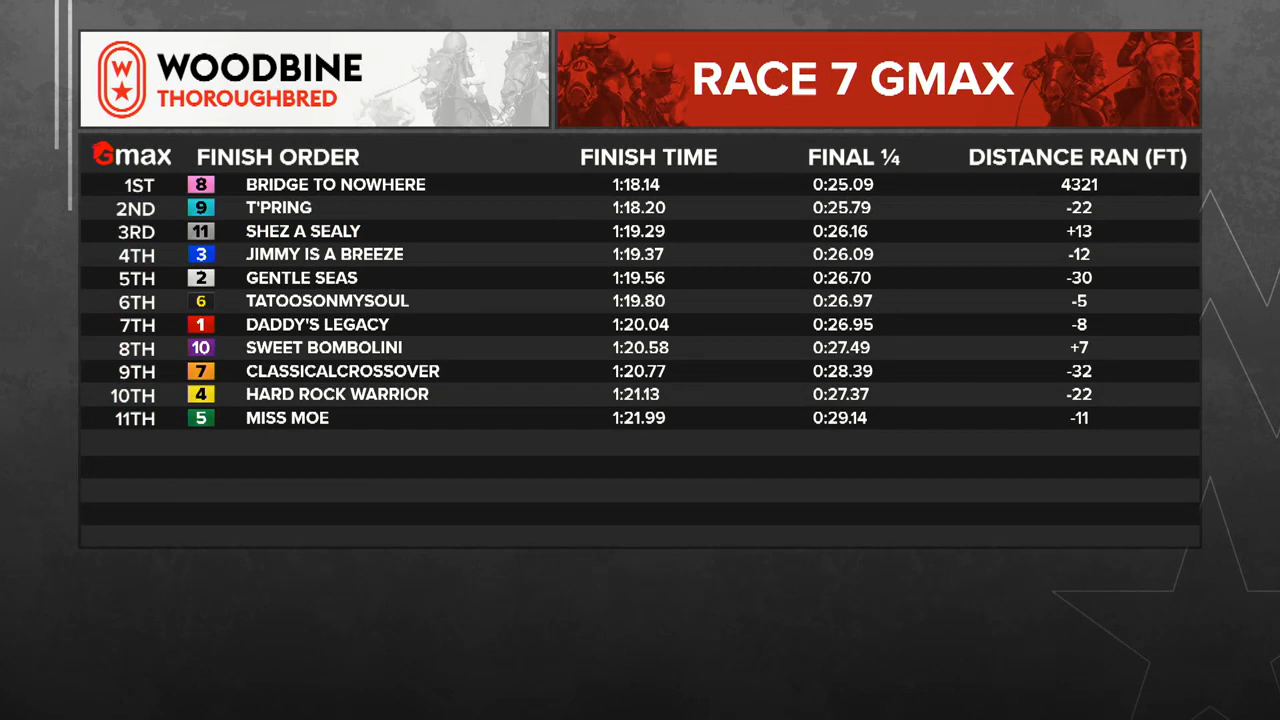 W WOODBINE
THOROUGHBRED
RACE 7 GMAX
Gmax FINISH ORDER FINISH TIME FINAL ¼ DISTANCE RAN (FT)
1ST 8 BRIDGE TO NOWHERE 1:18.14 0:25.09 4321
2ND 9 T'PRING 1:18.20 0:25.79 -22
3RD 11 SHEZ A SEALY 1:19.29 0:26.16 +13
4TH 3 JIMMY IS A BREEZE 1:19.37 0:26.09 -12
5TH 2 GENTLE SEAS 1:19.56 0:26.70 -30
6TH 6 TATOOSONMYSOUL 1:19.80 0:26.97 -5
7TH 1 DADDY'S LEGACY 1:20.04 0:26.95 -8
8TH 10 SWEET BOMBOLINI 1:20.58 0:27.49 +7
9TH 7 CLASSICALCROSSOVER 1:20.77 0:28.39 -32
10TH 4 HARD ROCK WARRIOR 1:21.13 0:27.37 -22
11TH 5 MISS MOE 1:21.99 0:29.14 -11